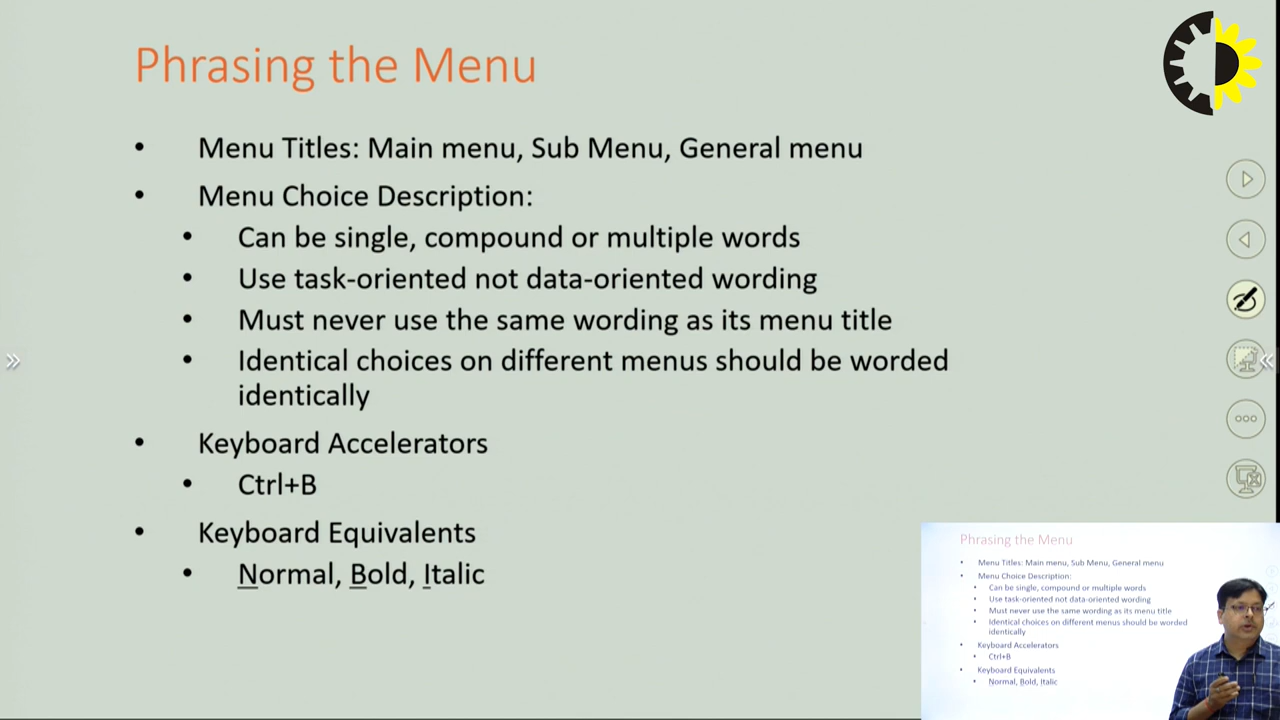 Phrasing the Menu
• Menu Titles: Main menu, Sub Menu, General menu
• Menu Choice Description:
• Can be single, compound or multiple words
• Use task-oriented not data-oriented wording
• Must never use the same wording as its menu title
• Identical choices on different menus should be worded
identically
• Keyboard Accelerators
• Ctrl+B
• Keyboard Equivalents
• Normal, Bold, Italic
Phrasing the Menu
• Menu Titles: Main menu, Sub Menu, General menu
• Menu Choice Description:
• Can be single, compound or multiple words
• Use task-oriented not data-oriented wording
• Must never use the same wording as its menu title
• Identical choices on different menus should be worded
identically
• Keyboard Accelerators
• Ctrl+B
• Keyboard Equivalents
• Normal, Bold, Italic